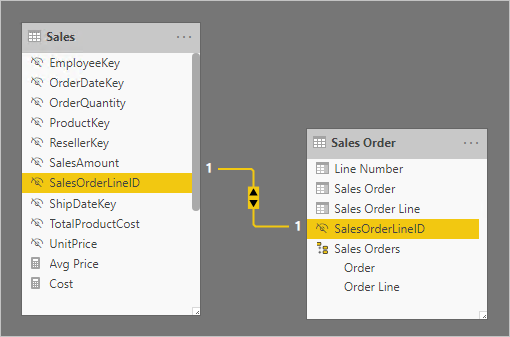 Sales
EmployeeKey
OrderDateKey
OrderQuantity
ProductKey
ResellerKey
SalesAmount
SalesOrderLineID
ShipDateKey
TotalProductCost
UnitPrice
Avg Price
Cost
1
1
Sales Order
Line Number
Sales Order
Sales Order Line
SalesOrderLineID
Sales Orders
Order
Order Line